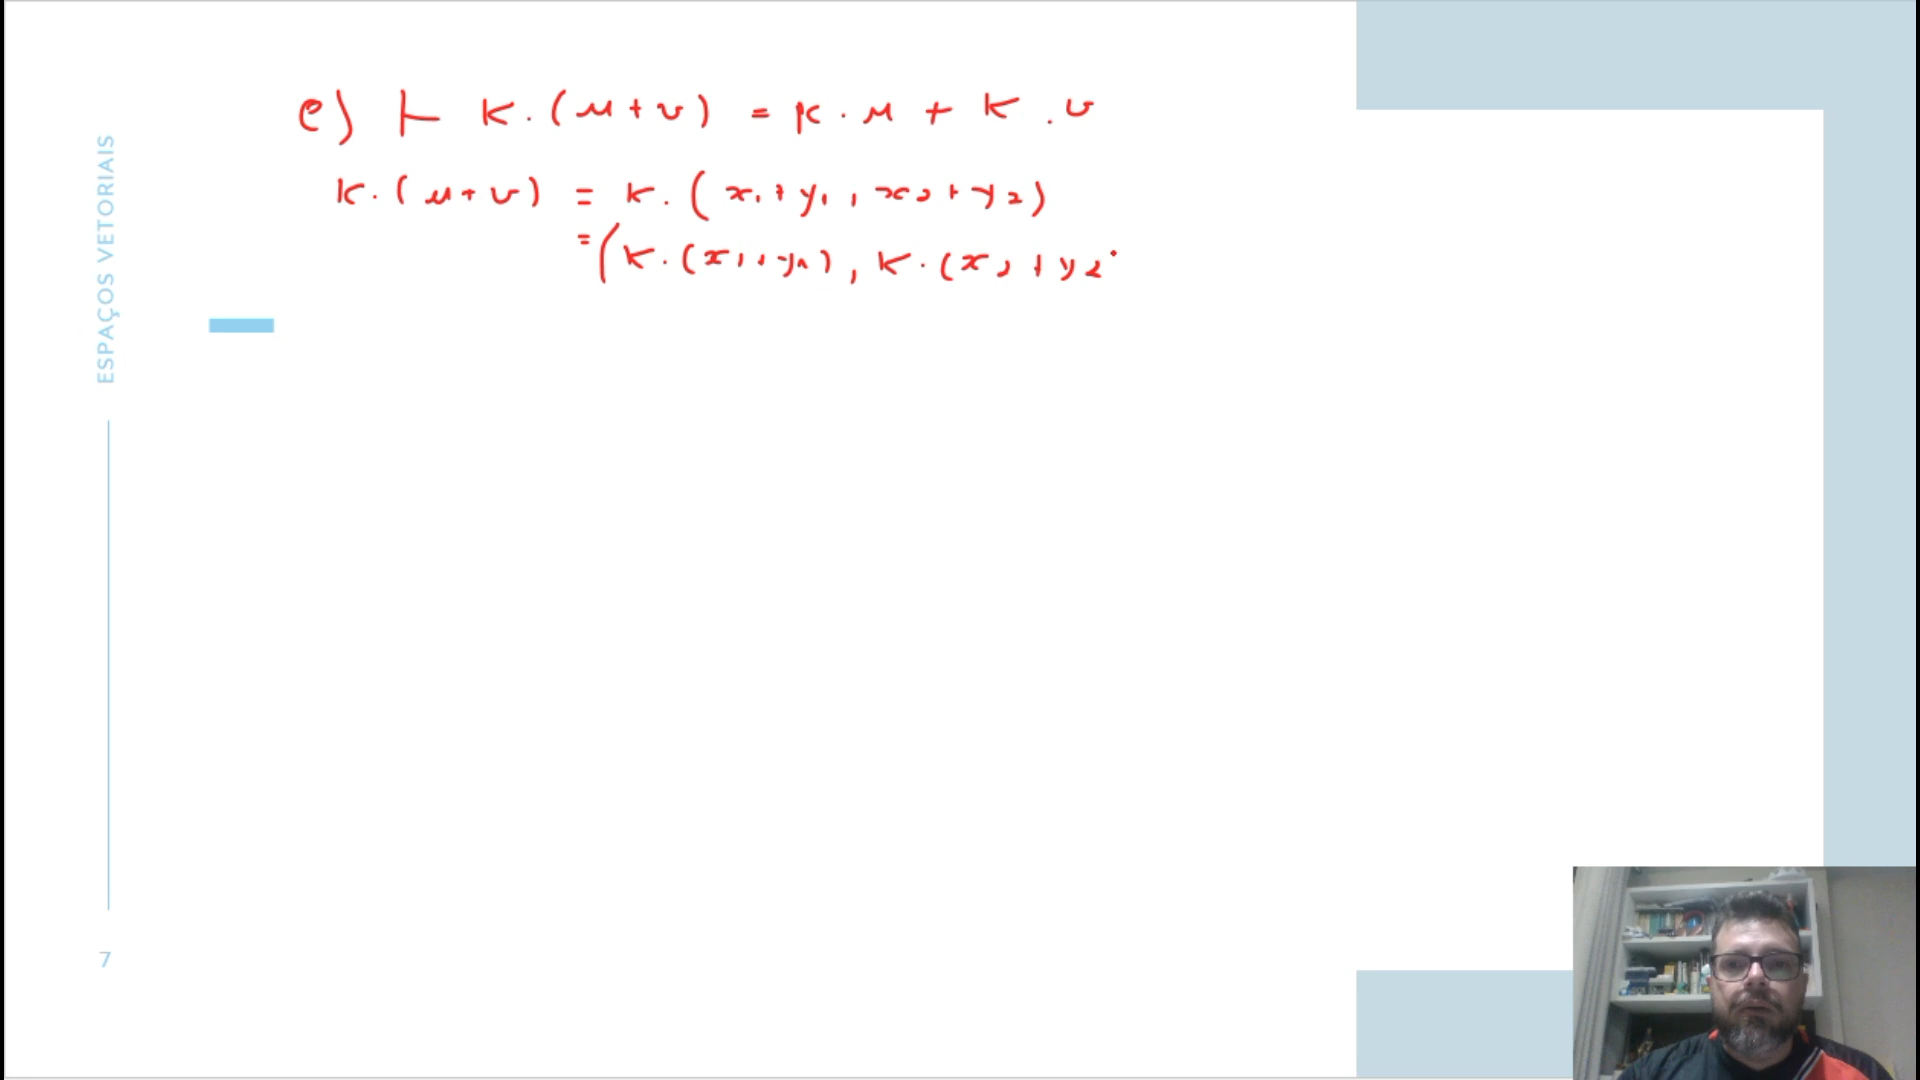 e) ⊢ k.(u+v) = k.u + k.v
k.(u+v) = k.(x₁+y₁, x₂+y₂)
=(k.(x₁+y₁), k.(x₂+y₂
ESPAÇOS VETORIAIS
7